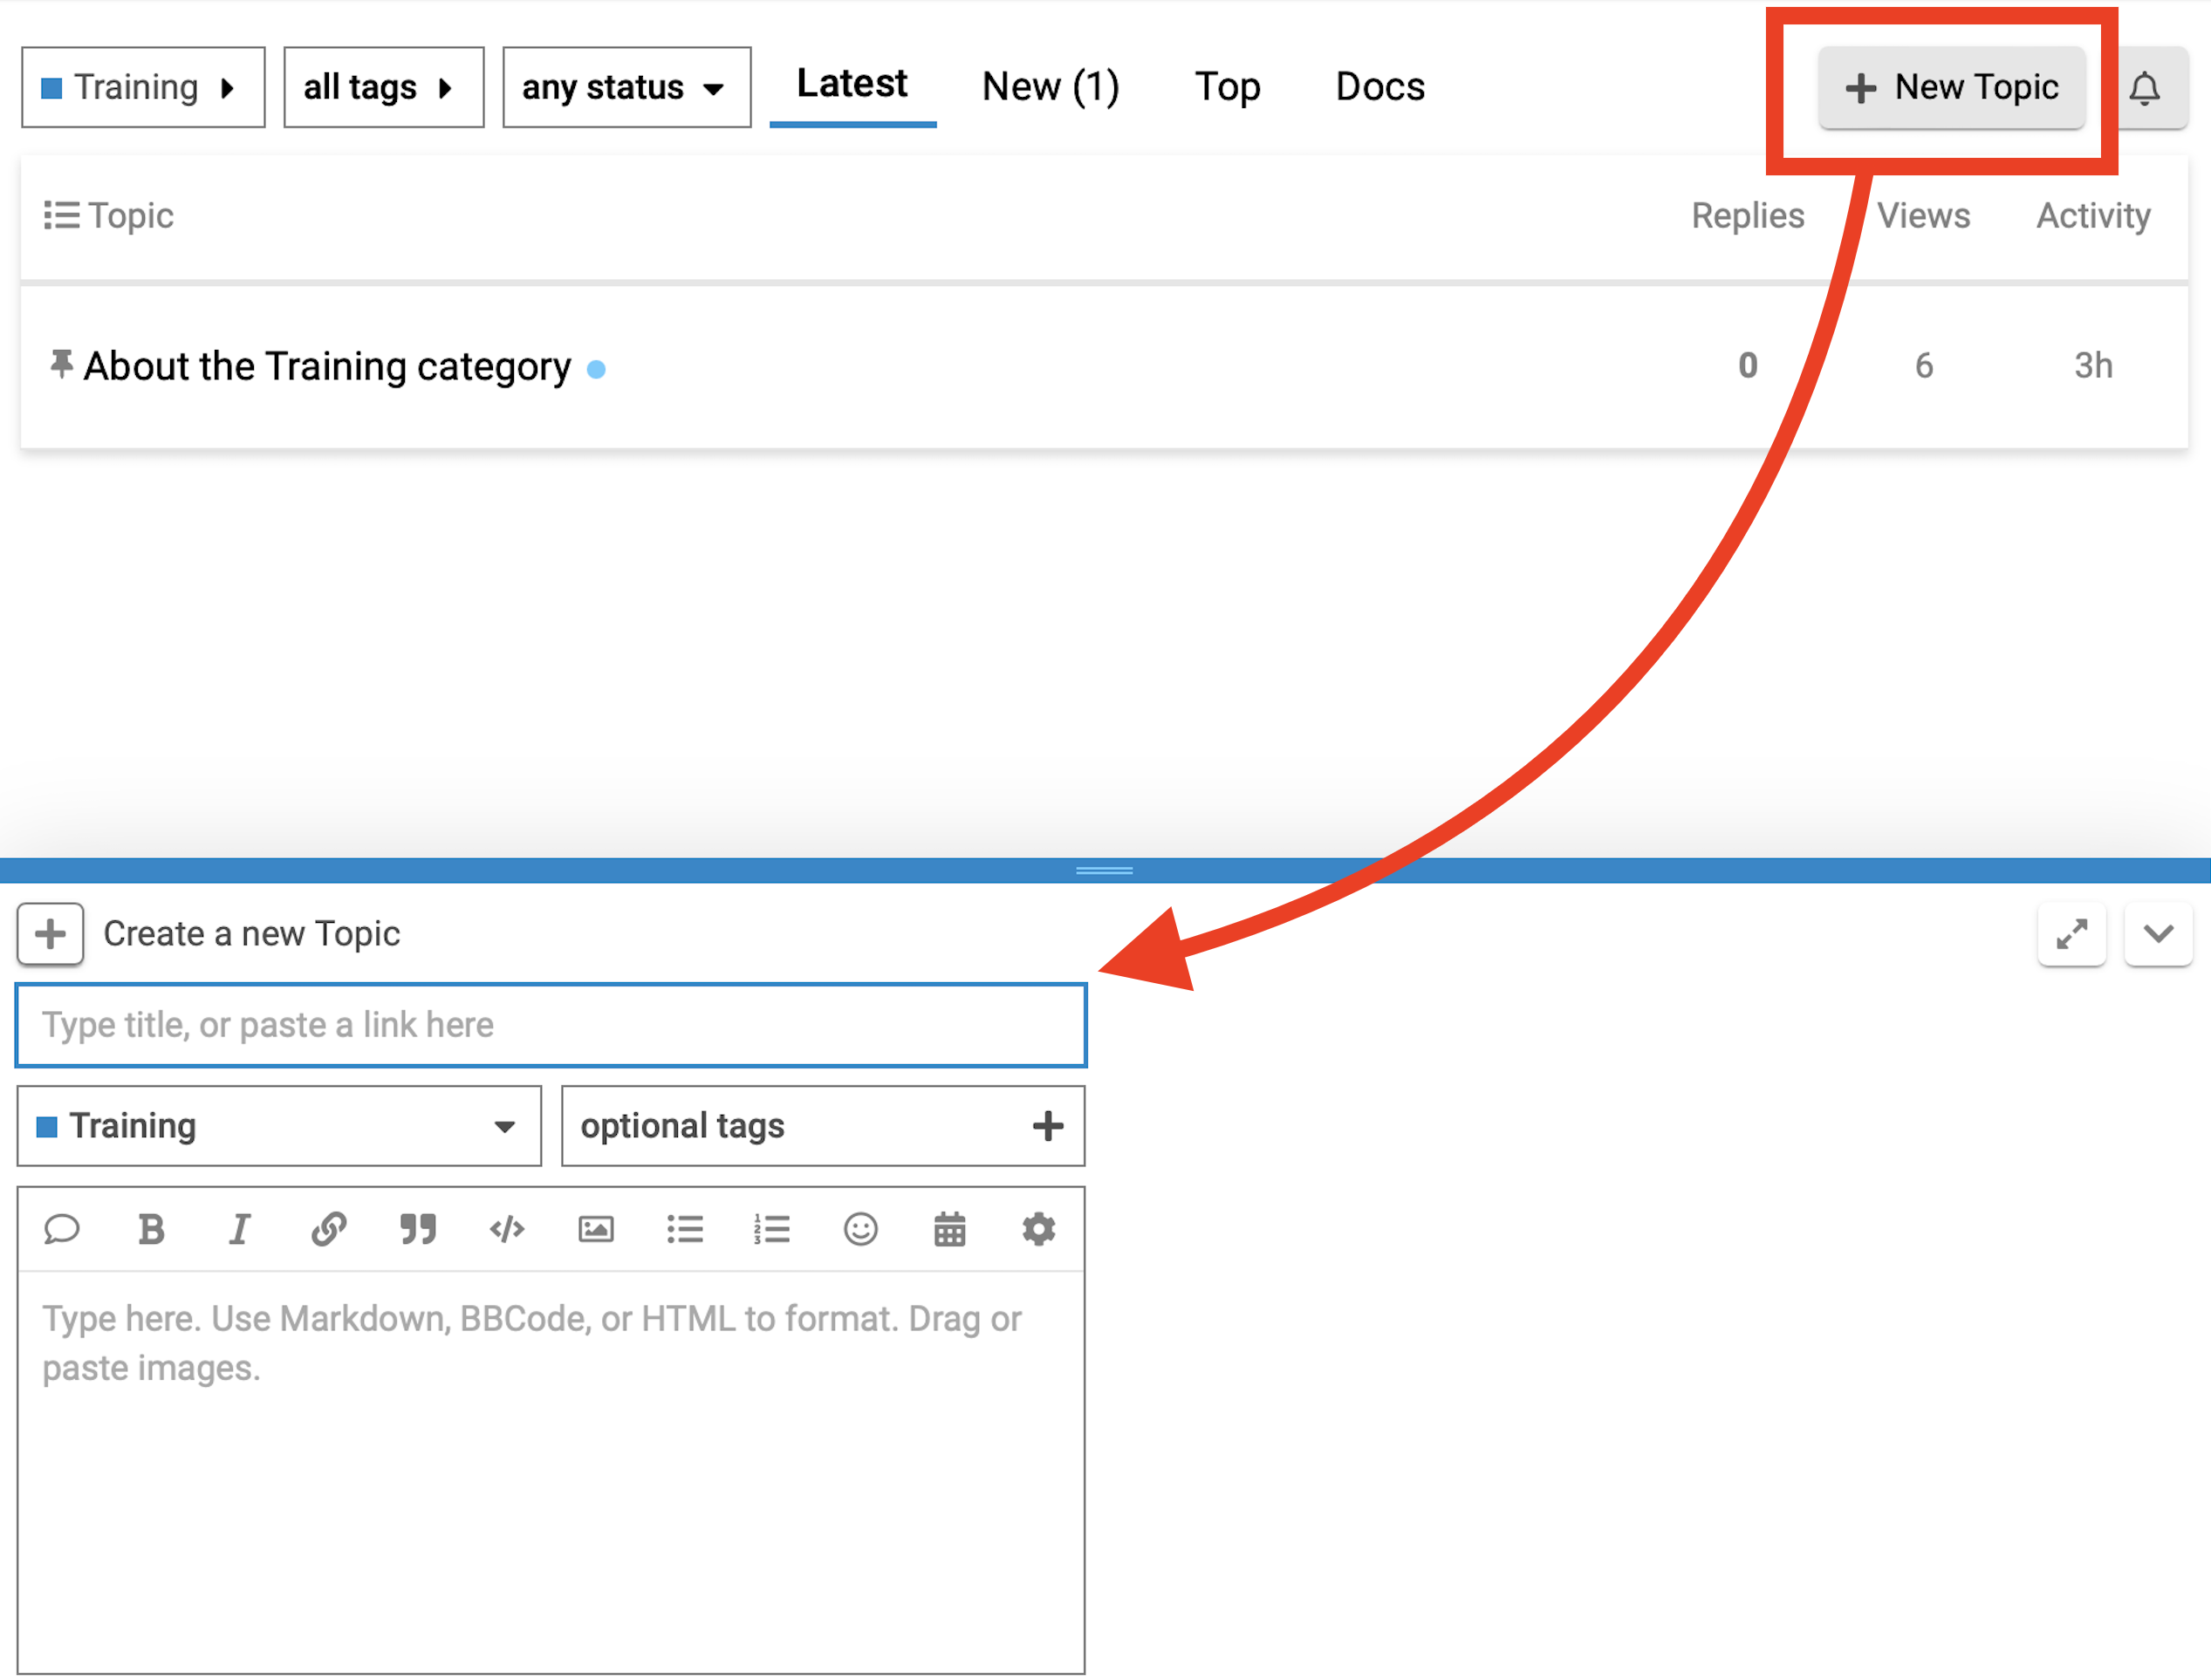 Training all tags any status Latest New (1) Top Docs + New Topic
Topic Replies Views Activity
About the Training category 0 6 3h
Create a new Topic
Type title, or paste a link here
Training optional tags +
B I
Type here. Use Markdown, BBCode, or HTML to format. Drag or
paste images.